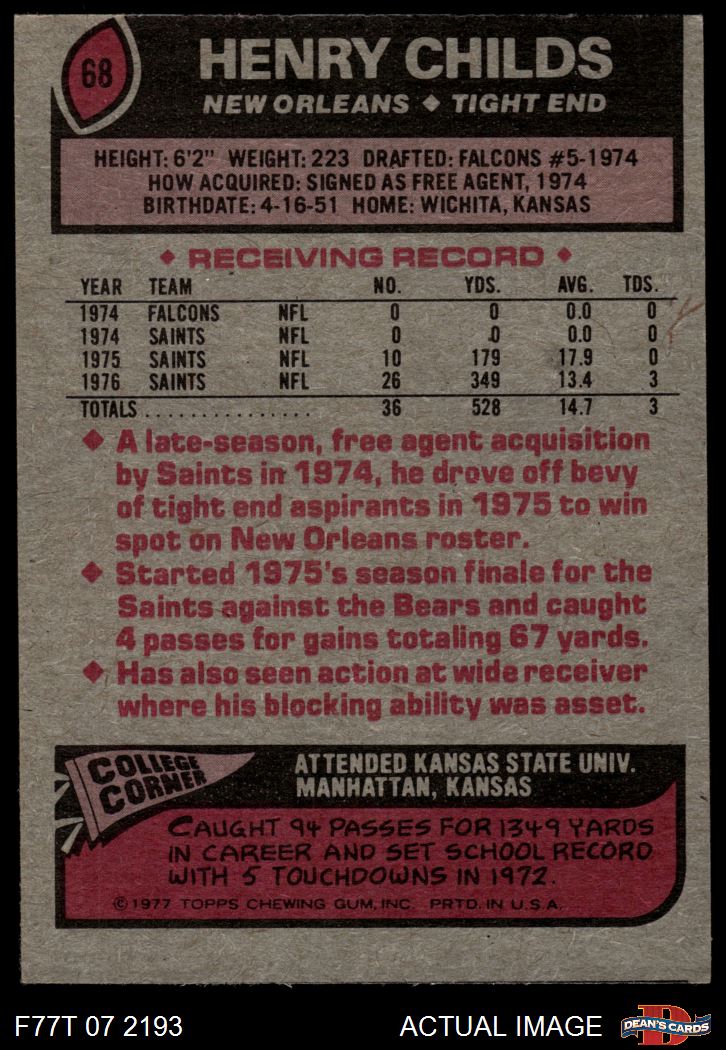 68
HENRY CHILDS
NEW ORLEANS ◆ TIGHT END
HEIGHT: 6'2" WEIGHT: 223 DRAFTED: FALCONS #5-1974
HOW ACQUIRED: SIGNED AS FREE AGENT, 1974
BIRTHDATE: 4-16-51 HOME: WICHITA, KANSAS
◆ RECEIVING RECORD ◆
YEAR TEAM NO. YDS. AVG. TDS.
1974 FALCONS NFL 0 0 0.0 0
1974 SAINTS NFL 0 0 0.0 0
1975 SAINTS NFL 10 179 17.9 0
1976 SAINTS NFL 26 349 13.4 3
TOTALS................ 36 528 14.7 3
◆ A late-season, free agent acquisition
by Saints in 1974, he drove off bevy
of tight end aspirants in 1975 to win
spot on New Orleans roster.
◆ Started 1975's season finale for the
Saints against the Bears and caught
4 passes for gains totaling 67 yards.
◆ Has also seen action at wide receiver
where his blocking ability was asset.
COLLEGE
CORNER
ATTENDED KANSAS STATE UNIV.
MANHATTAN, KANSAS
CAUGHT 94 PASSES FOR 1349 YARDS
IN CAREER AND SET SCHOOL RECORD
WITH 5 TOUCHDOWNS IN 1972.
© 1977 TOPPS CHEWING GUM, INC. PRTD. IN U.S.A.
F77T 07 2193
ACTUAL IMAGE
D
DEAN'S CARDS